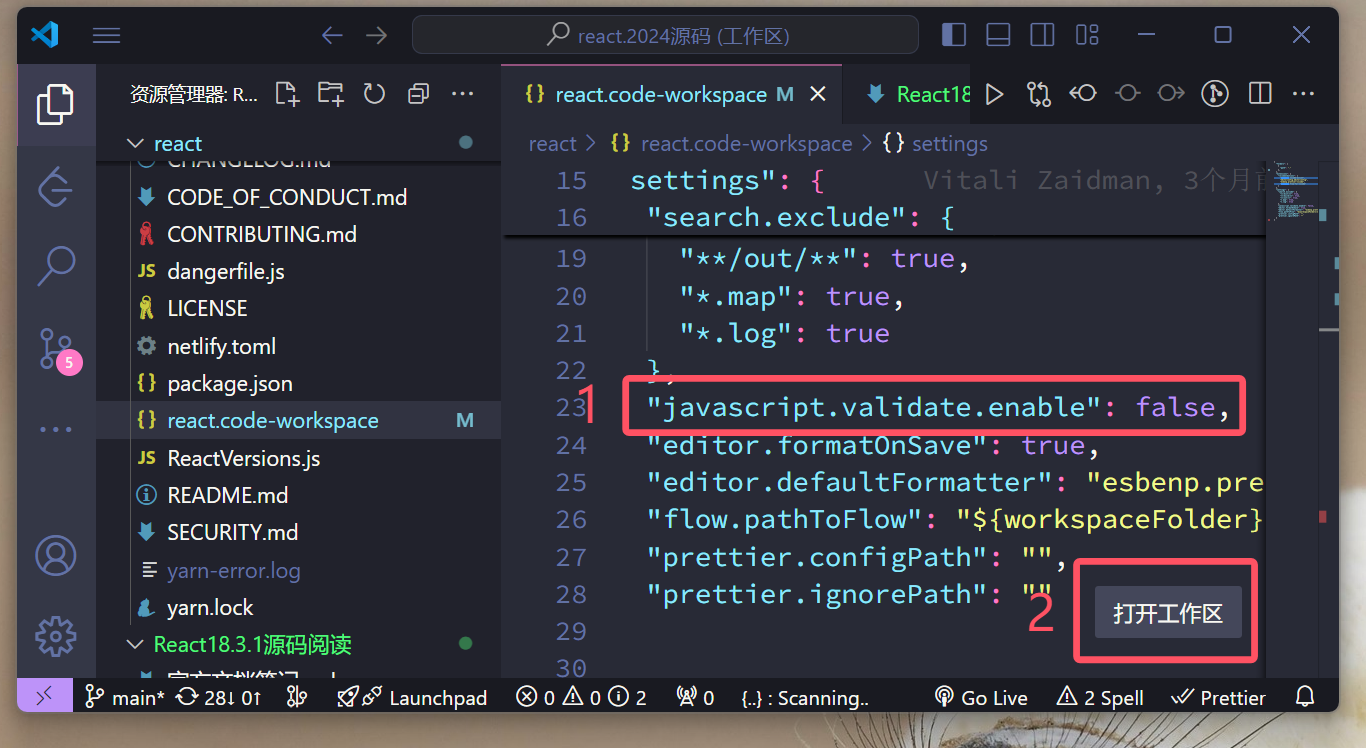 react.2024源码 (工作区)
资源管理器: R...
react.code-workspace M
React18
react
react > react.code-workspace > settings
CHANGELOG.md
CODE_OF_CONDUCT.md
CONTRIBUTING.md
dangerfile.js
LICENSE
netlify.toml
package.json
react.code-workspace M
ReactVersions.js
README.md
SECURITY.md
yarn-error.log
yarn.lock
React18.3.1源码阅读
5
15 settings": { Vitali Zaidman, 3个月前
16 "search.exclude": {
19 "**/out/**": true,
20 "*.map": true,
21 "*.log": true
22 },
1
23 "javascript.validate.enable": false,
24 "editor.formatOnSave": true,
25 "editor.defaultFormatter": "esbenp.pre
26 "flow.pathToFlow": "${workspaceFolder}
27 "prettier.configPath": "",
28 "prettier.ignorePath": ""
29
30
2
打开工作区
main* 28↓ 0↑ Launchpad 0 0 2 0 {..} : Scanning.. Go Live 2 Spell Prettier